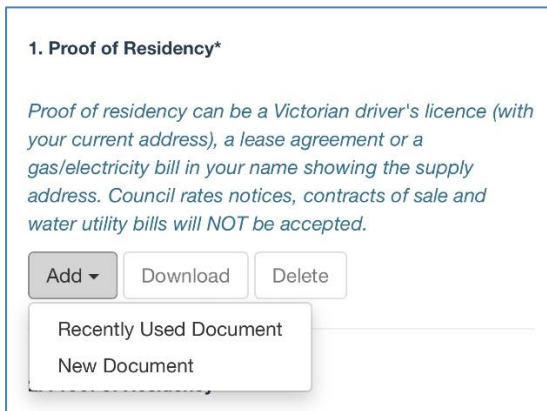 1. Proof of Residency*
Proof of residency can be a Victorian driver's licence (with
your current address), a lease agreement or a
gas/electricity bill in your name showing the supply
address. Council rates notices, contracts of sale and
water utility bills will NOT be accepted.
Add Download Delete
Recently Used Document
New Document